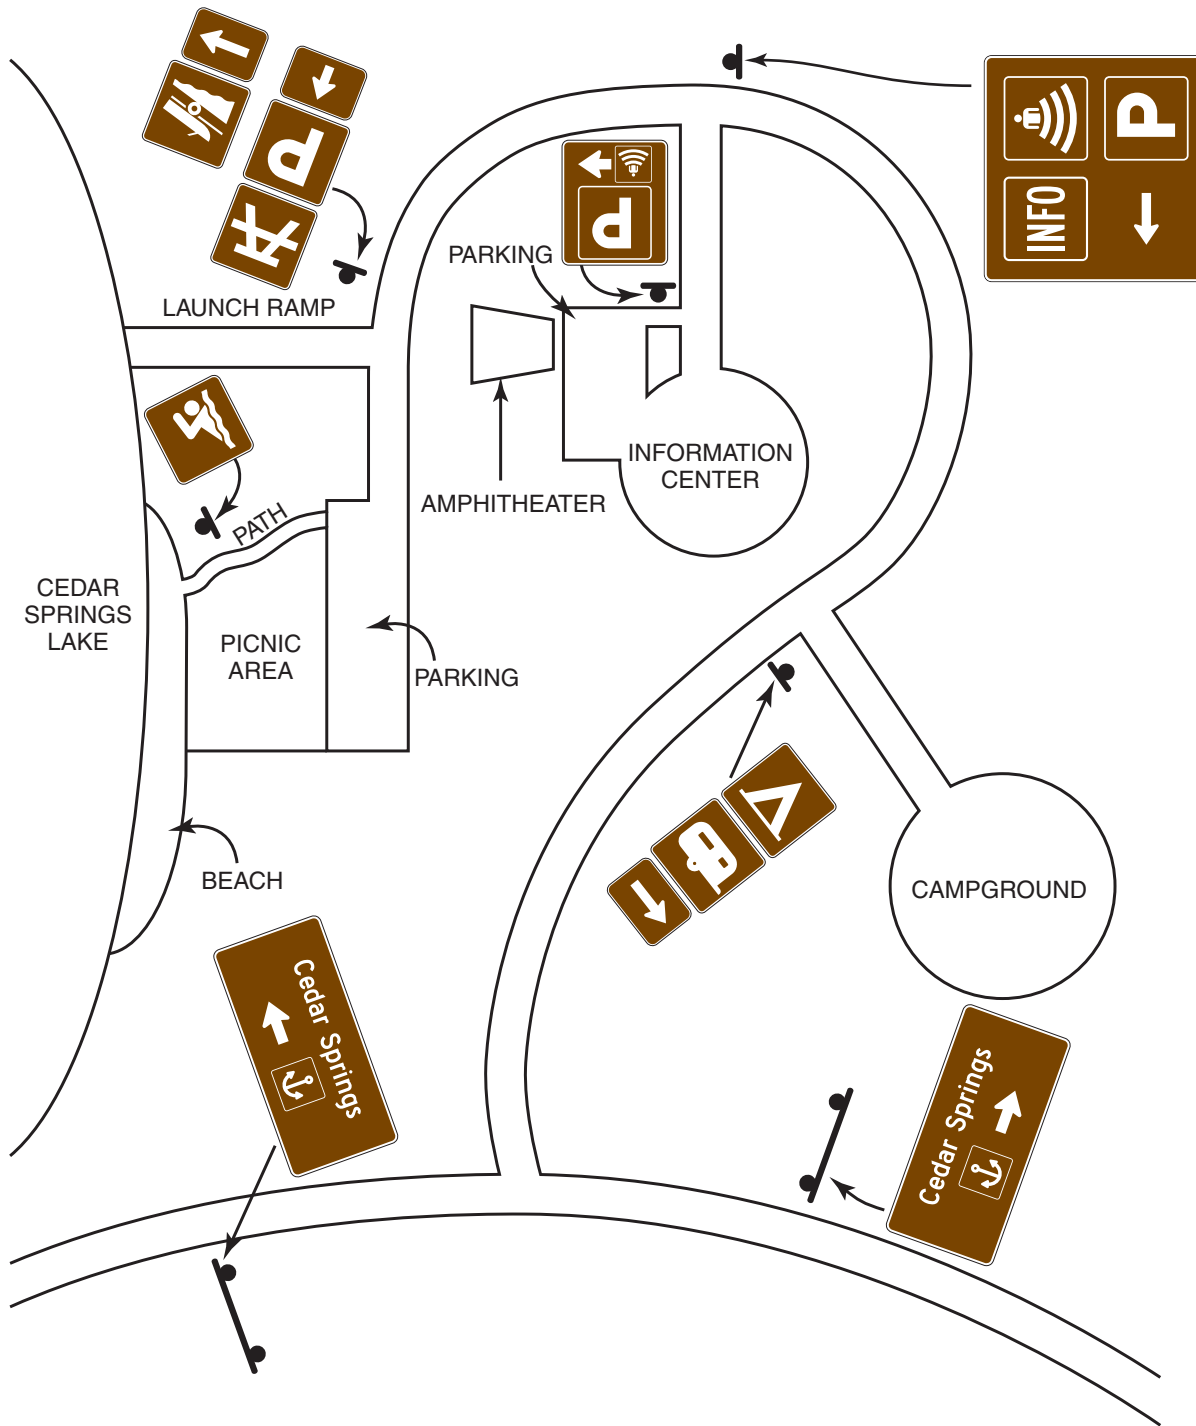 P
INFO
P
P
PARKING
LAUNCH RAMP
INFORMATION
CENTER
AMPHITHEATER
PATH
CEDAR
SPRINGS
LAKE
PICNIC
AREA
PARKING
BEACH
CAMPGROUND
Cedar Springs
Cedar Springs